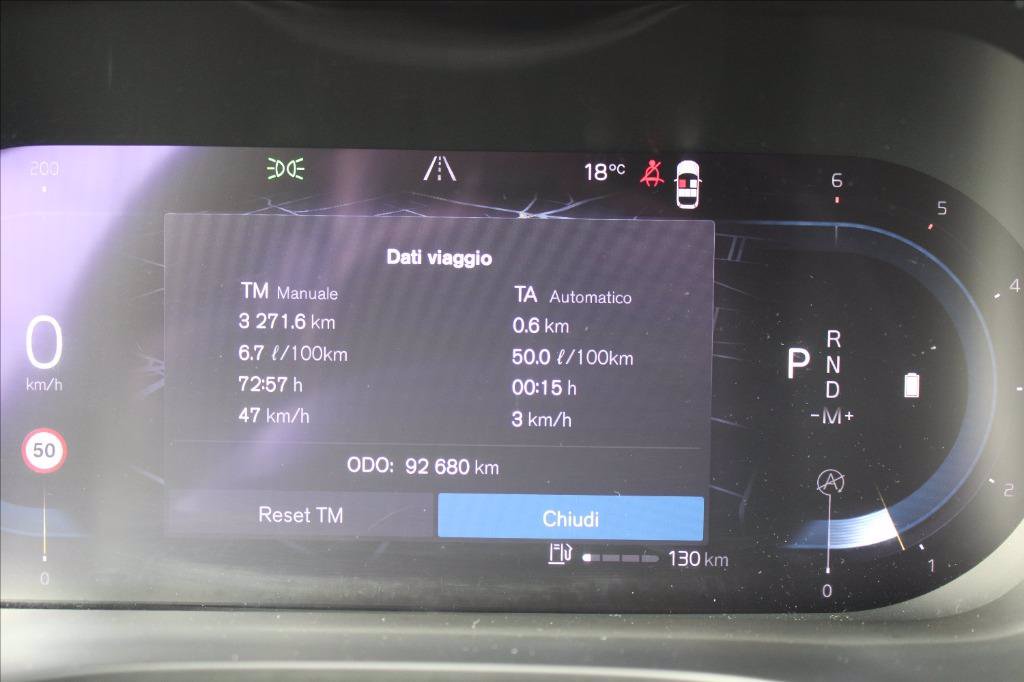 200
18°C
6
5
4
2
1
0
0
km/h
50
0
Dati viaggio
TM Manuale
3 271.6 km
6.7 ℓ/100km
72:57 h
47 km/h
TA Automatico
0.6 km
50.0 ℓ/100km
00:15 h
3 km/h
ODO: 92 680 km
Reset TM
Chiudi
130 km
P
R
N
D
-M+
A